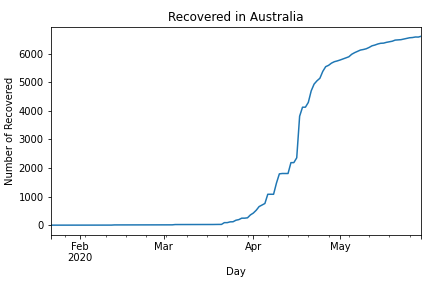 Recovered in Australia
Number of Recovered
6000
5000
4000
3000
2000
1000
0
Feb
2020
Mar
Apr
May
Day